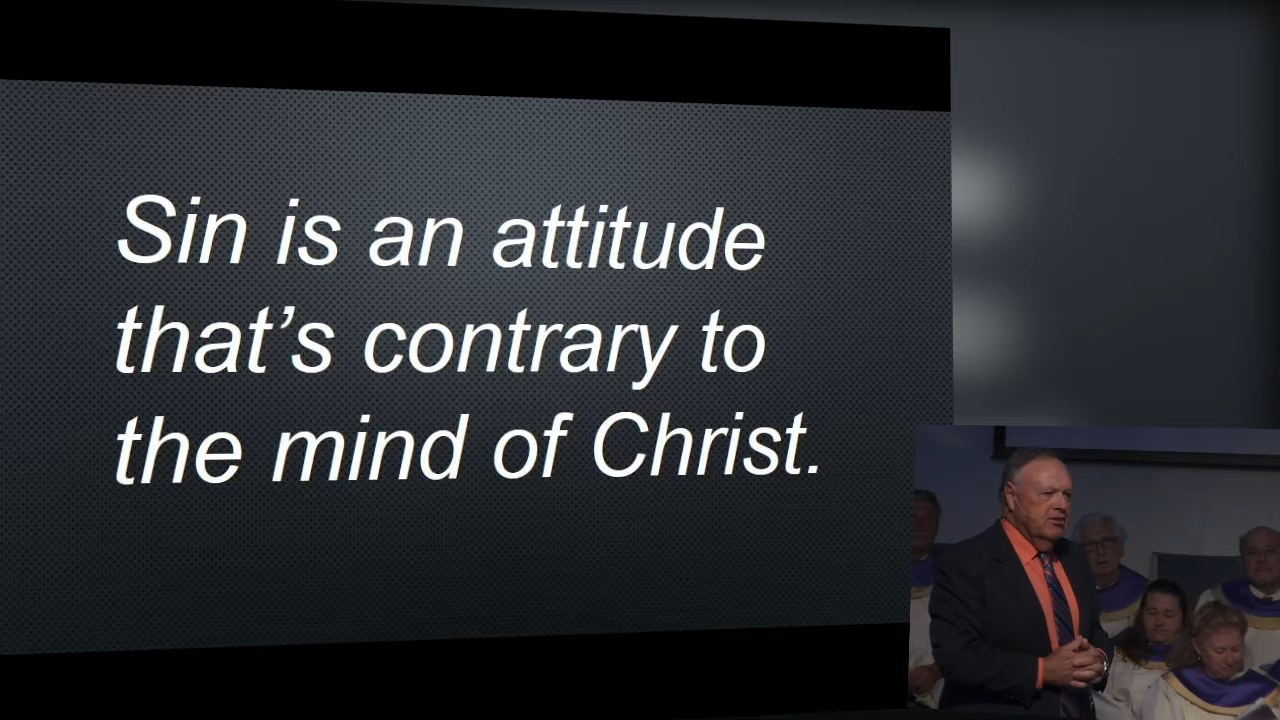 Sin is an attitude
that's contrary to
the mind of Christ.